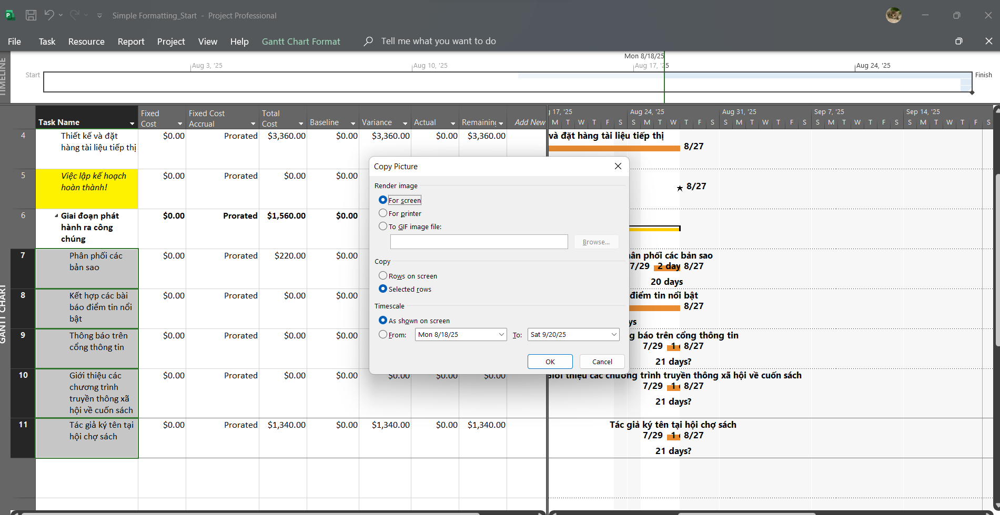 Simple Formatting_Start - Project Professional
File Task Resource Report Project View Help Gantt Chart Format Tell me what you want to do
TIMELINE
Mon 8/18/25
Aug 3, '25 Aug 10, '25 Aug 17, '25 Aug 24, '25
Start
Finish
GANTT CHART
Task Name
Fixed Cost
Fixed Cost Accrual
Total Cost
Baseline
Variance
Actual
Remaining
Add New
17, '25 Aug 24, '25 Aug 31, '25 Sep 7, '25 Sep 14, '25
M T W T F S S M T W T F S S M T W T F S S M T W T F S S M T W T F S
4 Thiết kế và đặt $0.00 Prorated $3,360.00 $0.00 $3,360.00 $0.00 $3,360.00
hàng tài liệu tiếp thị
và đặt hàng tài liệu tiếp thị
8/27
5 Việc lập kế hoạch $0.00 Prorated $0.00 $0.00
hoàn thành!
8/27
6 Giai đoạn phát $0.00 Prorated $1,560.00 $0.00
hành ra công
chúng
7 Phân phối các $0.00 Prorated $220.00 $0.00
bản sao
hân phối các bản sao
7/29 2 day 8/27
20 days
8 Kết hợp các bài $0.00 Prorated $0.00 $0.00
báo điểm tin nổi
bật
điểm tin nổi bật
8/27
ys
9 Thông báo trên $0.00 Prorated $0.00 $0.00
cổng thông tin
g báo trên cổng thông tin
7/29 1 8/27
21 days?
10 Giới thiệu các $0.00 Prorated $0.00 $0.00 $0.00 $0.00 $0.00
chương trình
truyền thông xã
hội về cuốn sách
Giới thiệu các chương trình truyền thông xã hội về cuốn sách
7/29 1 8/27
21 days?
11 Tác giả ký tên tại $0.00 Prorated $1,340.00 $0.00 $1,340.00 $0.00 $1,340.00
hội chợ sách
Tác giả ký tên tại hội chợ sách
7/29 1 8/27
21 days?
Copy Picture
Render image
For screen
For printer
To GIF image file:
Browse...
Copy
Rows on screen
Selected rows
Timescale
As shown on screen
From: Mon 8/18/25 To: Sat 9/20/25
OK Cancel